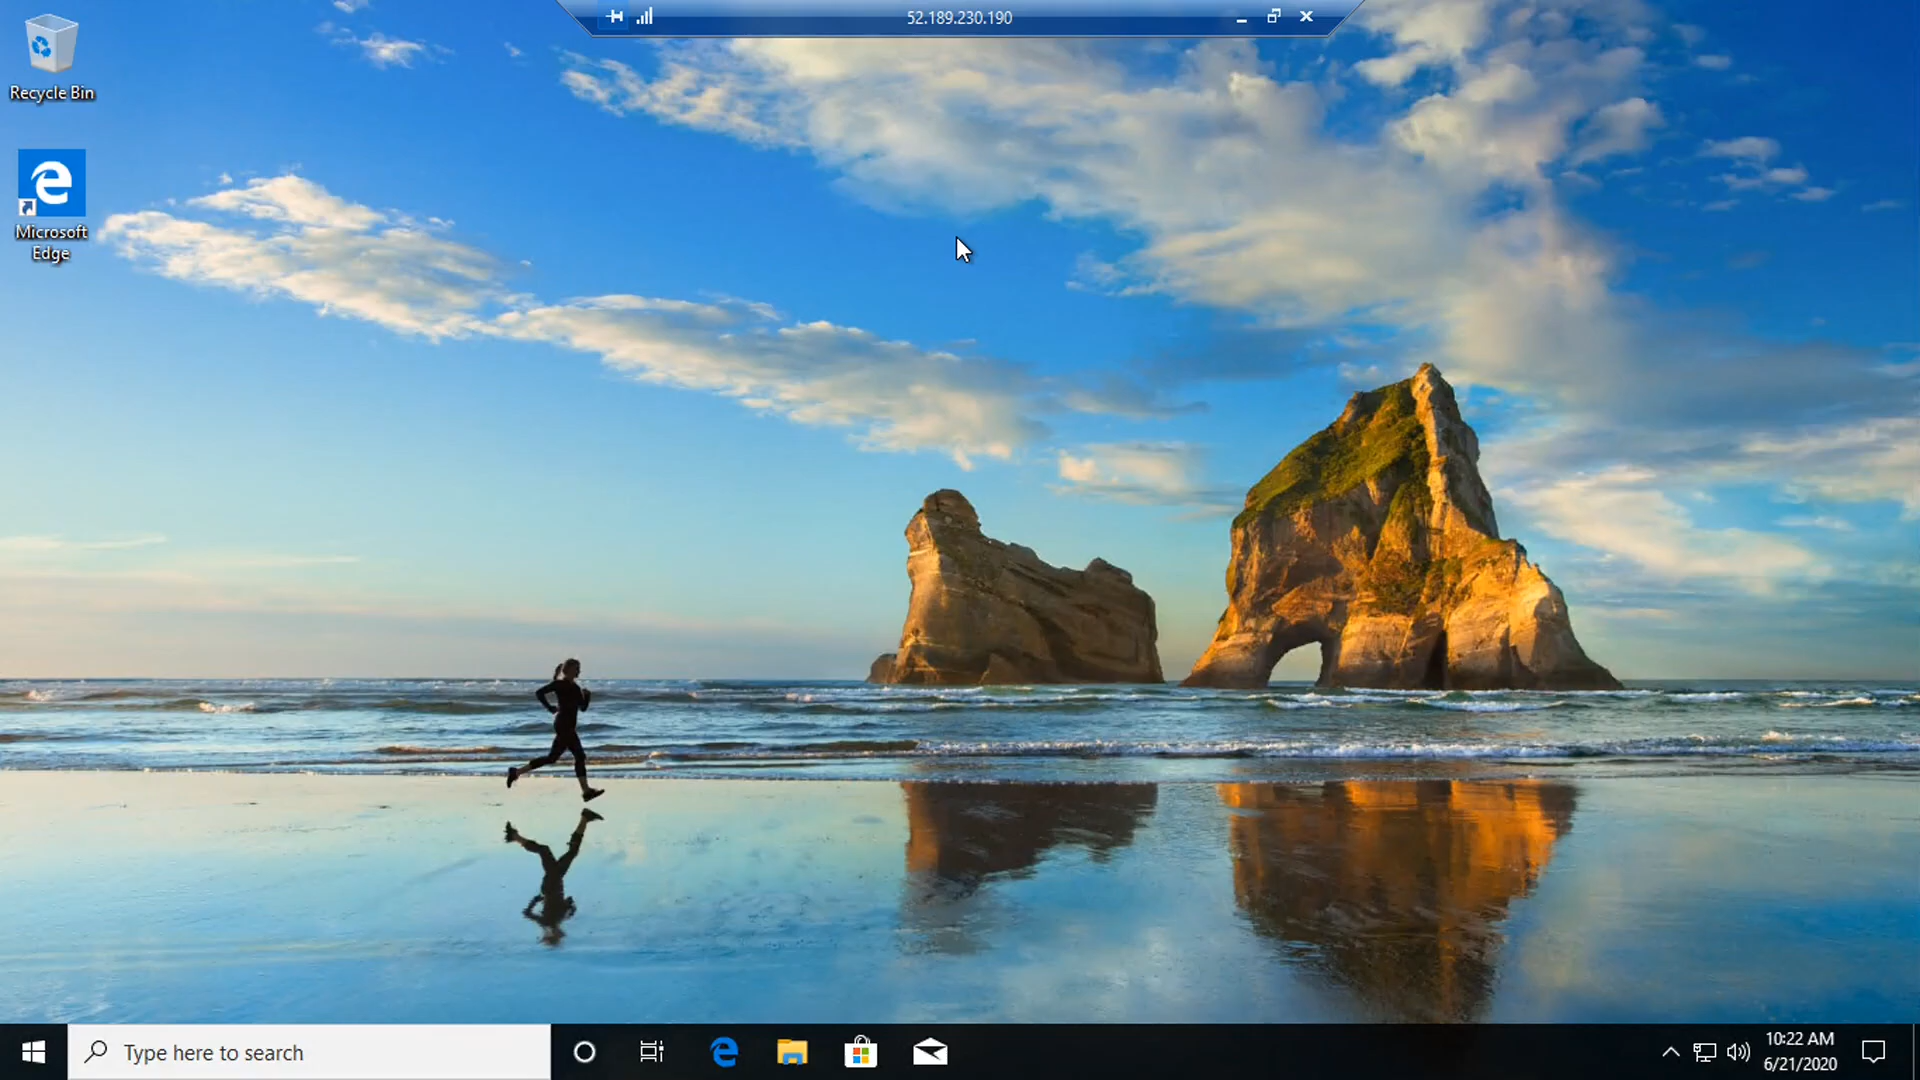 52.189.230.190
Recycle Bin
Microsoft
Edge
Type here to search
10:22 AM
6/21/2020